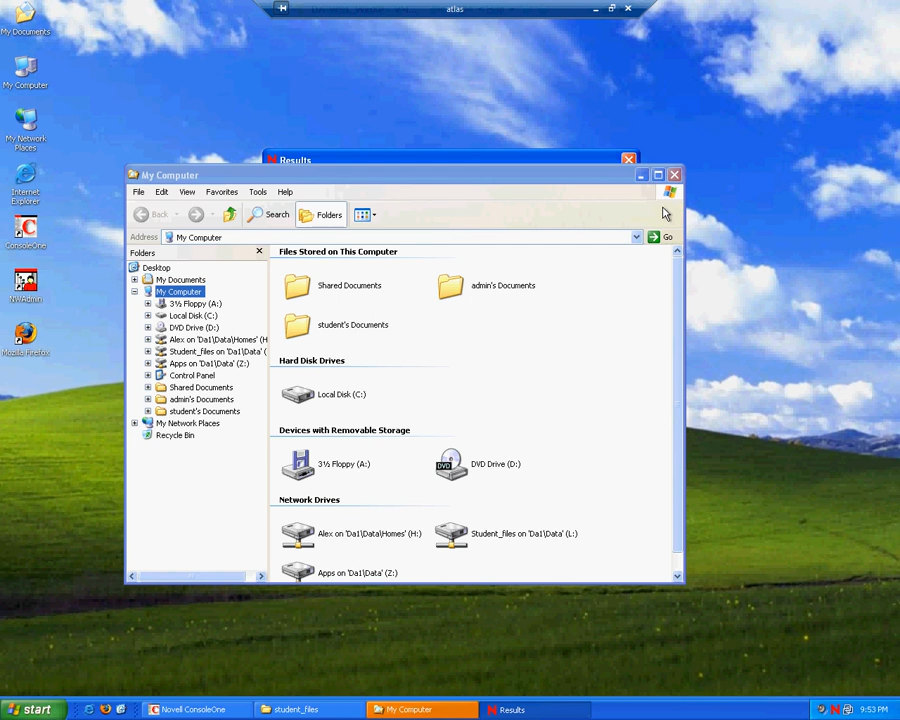 atlas
My Documents
My Computer
My Network
Places
Internet
Explorer
ConsoleOne
NWAdmin
Mozilla Firefox
Results
My Computer
File Edit View Favorites Tools Help
Back Search Folders
Address My Computer Go
Folders
Desktop
My Documents
My Computer
3½ Floppy (A:)
Local Disk (C:)
DVD Drive (D:)
Alex on 'Da1\Data\Homes' (H
Student_files on 'Da1\Data' (
Apps on 'Da1\Data' (Z:)
Control Panel
Shared Documents
admin's Documents
student's Documents
My Network Places
Recycle Bin
Files Stored on This Computer
Shared Documents
admin's Documents
student's Documents
Hard Disk Drives
Local Disk (C:)
Devices with Removable Storage
3½ Floppy (A:)
DVD
DVD Drive (D:)
Network Drives
Alex on 'Da1\Data\Homes' (H:)
Student_files on 'Da1\Data' (L:)
Apps on 'Da1\Data' (Z:)
start Novell ConsoleOne student_files My Computer Results 9:53 PM